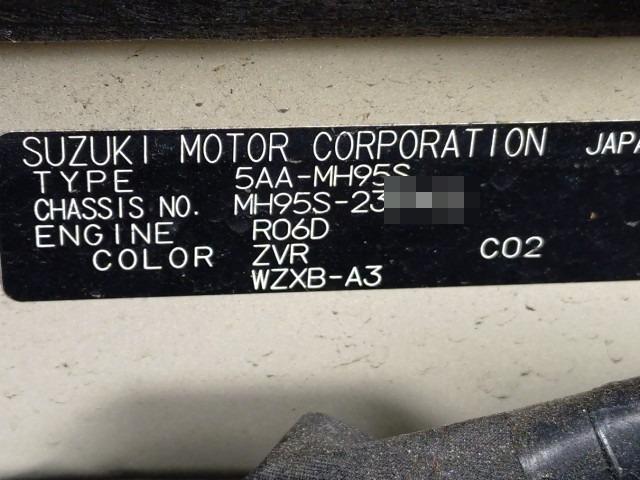 SUZUKI MOTOR CORPORATION JAPA
TYPE 5AA-MH95S
CHASSIS NO. MH95S-23
ENGINE R06D
COLOR ZVR C02
WZXB-A3